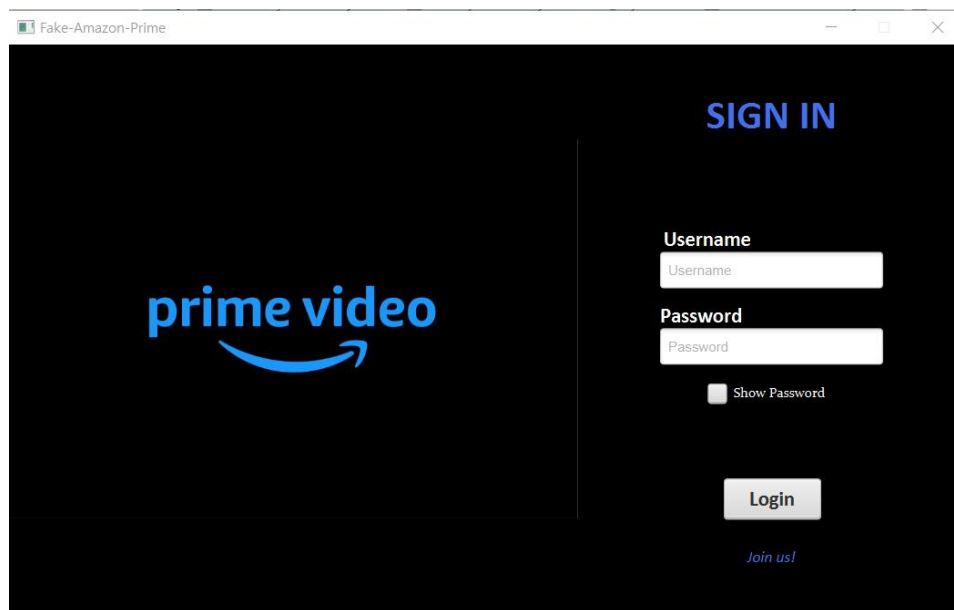 Fake-Amazon-Prime
SIGN IN
prime video
Username
Username
Password
Password
Show Password
Login
Join us!